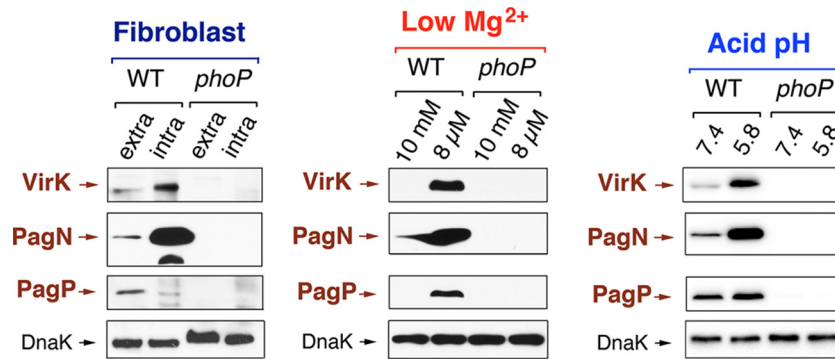 Fibroblast
WT phoP
extra intra extra intra
VirK
PagN
PagP
DnaK
Low Mg2+
WT phoP
10 mM 8 µM 10 mM 8 µM
VirK
PagN
PagP
DnaK
Acid pH
WT phoP
7.4 5.8 7.4 5.8
VirK
PagN
PagP
DnaK